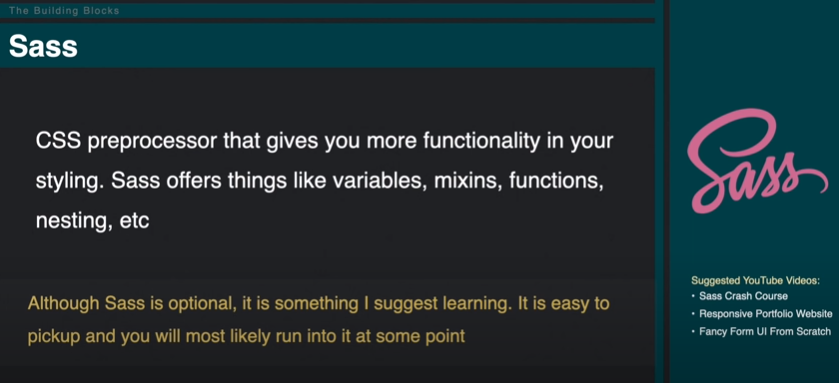 The Building Blocks
Sass
CSS preprocessor that gives you more functionality in your
styling. Sass offers things like variables, mixins, functions,
nesting, etc
Although Sass is optional, it is something I suggest learning. It is easy to
pickup and you will most likely run into it at some point
Sass
Suggested YouTube Videos:
• Sass Crash Course
• Responsive Portfolio Website
• Fancy Form UI From Scratch